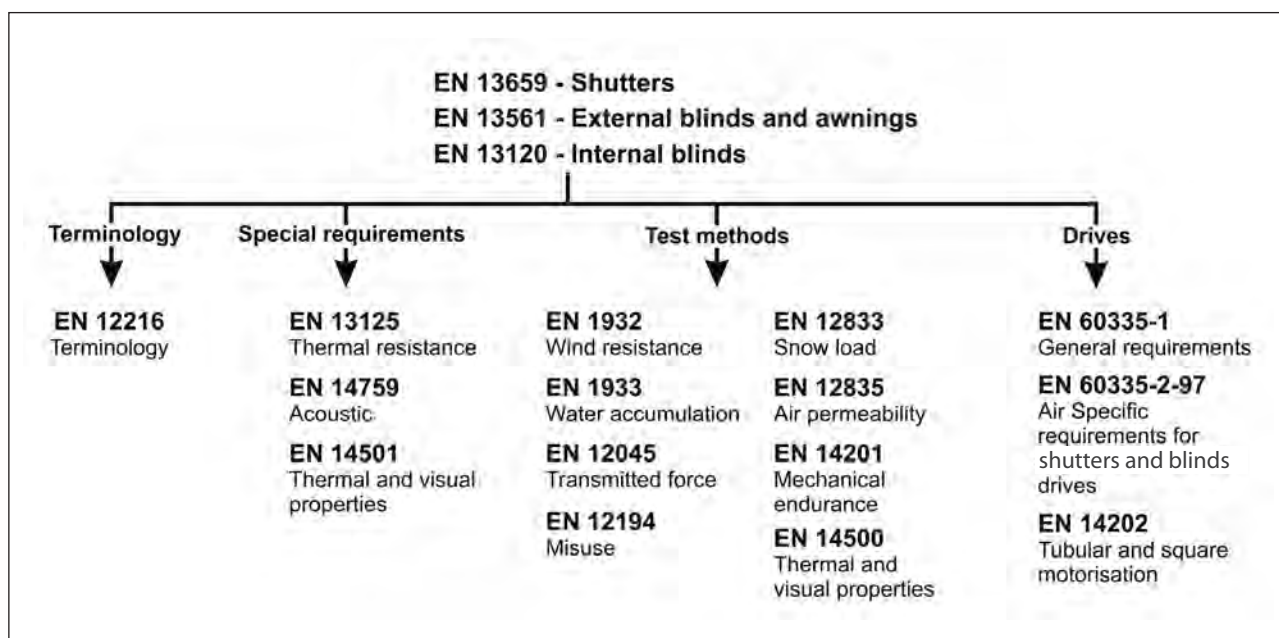 EN 13659 - Shutters
EN 13561 - External blinds and awnings
EN 13120 - Internal blinds
Terminology
EN 12216
Terminology
Special requirements
EN 13125
Thermal resistance
EN 14759
Acoustic
EN 14501
Thermal and visual
properties
Test methods
EN 1932
Wind resistance
EN 1933
Water accumulation
EN 12045
Transmitted force
EN 12194
Misuse
EN 12833
Snow load
EN 12835
Air permeability
EN 14201
Mechanical
endurance
EN 14500
Thermal and
visual properties
Drives
EN 60335-1
General requirements
EN 60335-2-97
Air Specific
requirements for
shutters and blinds
drives
EN 14202
Tubular and square
motorisation